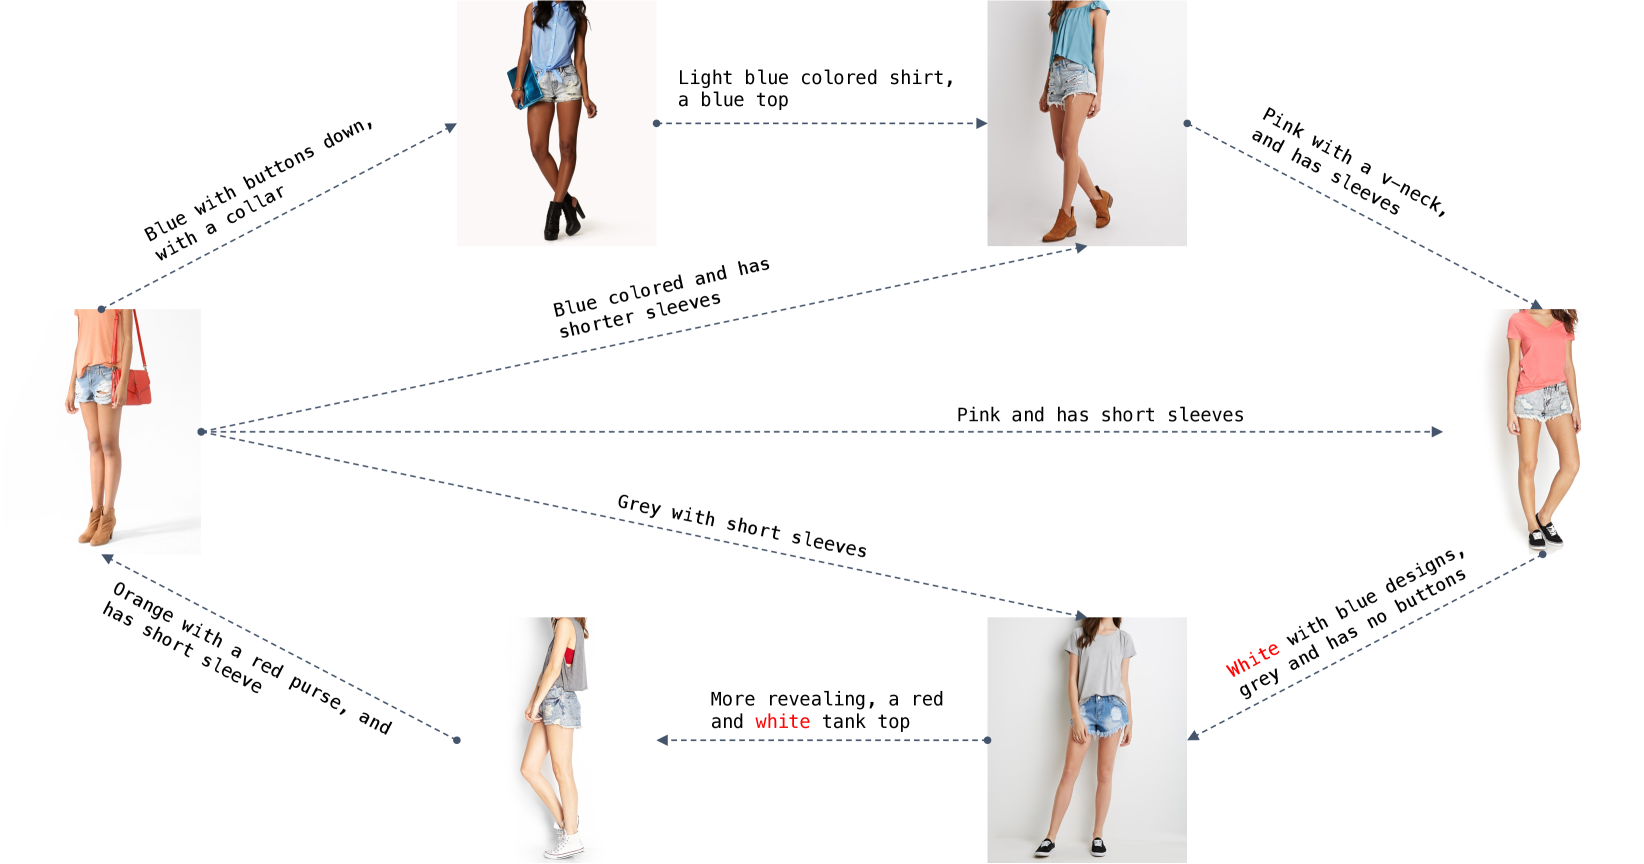 Light blue colored shirt,
a blue top
Blue with buttons down,
with a collar
Pink with a v-neck,
and has sleeves
Blue colored and has
shorter sleeves
Pink and has short sleeves
Grey with short sleeves
White with blue designs,
grey and has no buttons
Orange with a red purse, and
has short sleeve
More revealing, a red
and white tank top